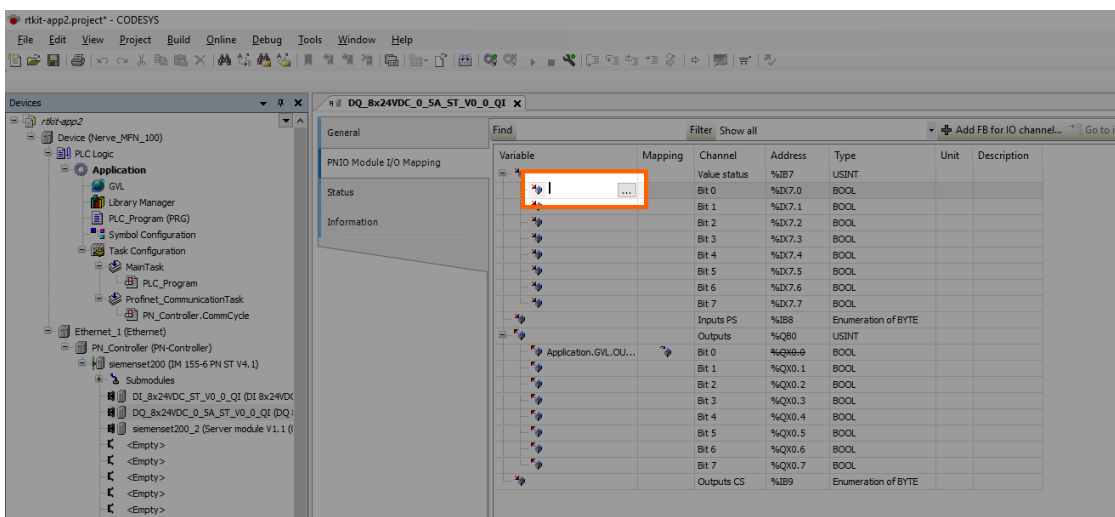 rtkit-app2.project* - CODESYS
File Edit View Project Build Online Debug Tools Window Help
Devices
DQ_8x24VDC_0_5A_ST_V0_0_QI X
rtkit-app2
Device (Nerve_MFN_100)
PLC Logic
Application
GVL
Library Manager
PLC_Program (PRG)
Symbol Configuration
Task Configuration
MainTask
PLC_Program
Profinet_CommunicationTask
PN_Controller.CommCycle
Ethernet_1 (Ethernet)
PN_Controller (PN-Controller)
siemenset200 (IM 155-6 PN ST V4.1)
Submodules
DI_8x24VDC_ST_V0_0_QI (DI 8x24VDC
DQ_8x24VDC_0_5A_ST_V0_0_QI (DQ
siemenset200_2 (Server module V1.1 (
<Empty>
<Empty>
<Empty>
<Empty>
<Empty>
General
PNIO Module I/O Mapping
Status
Information
Find Filter Show all Add FB for IO channel... Go to i
Variable Mapping Channel Address Type Unit Description
Value status %IB7 USINT
... Bit 0 %IX7.0 BOOL
Bit 1 %IX7.1 BOOL
Bit 2 %IX7.2 BOOL
Bit 3 %IX7.3 BOOL
Bit 4 %IX7.4 BOOL
Bit 5 %IX7.5 BOOL
Bit 6 %IX7.6 BOOL
Bit 7 %IX7.7 BOOL
Inputs PS %IB8 Enumeration of BYTE
Outputs %QB0 USINT
Application.GVL.OU... Bit 0 %QX0.0 BOOL
Bit 1 %QX0.1 BOOL
Bit 2 %QX0.2 BOOL
Bit 3 %QX0.3 BOOL
Bit 4 %QX0.4 BOOL
Bit 5 %QX0.5 BOOL
Bit 6 %QX0.6 BOOL
Bit 7 %QX0.7 BOOL
Outputs CS %IB9 Enumeration of BYTE